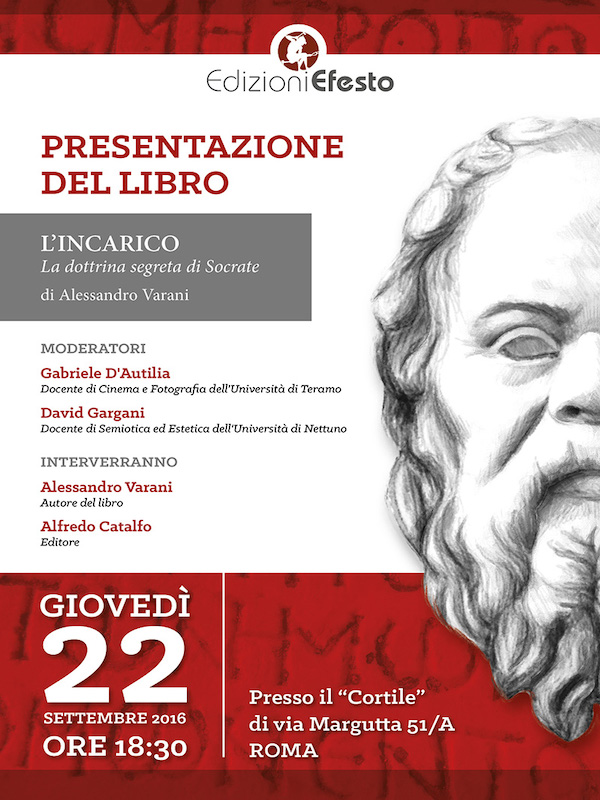 EdizioniEfesto
PRESENTAZIONE
DEL LIBRO
L'INCARICO
La dottrina segreta di Socrate
di Alessandro Varani
MODERATORI
Gabriele D'Autilia
Docente di Cinema e Fotografia dell'Università di Teramo
David Gargani
Docente di Semiotica ed Estetica dell'Università di Nettuno
INTERVERRANNO
Alessandro Varani
Autore del libro
Alfredo Catalfo
Editore
GIOVEDÌ
22
SETTEMBRE 2016
ORE 18:30
Presso il “Cortile”
di via Margutta 51/A
ROMA